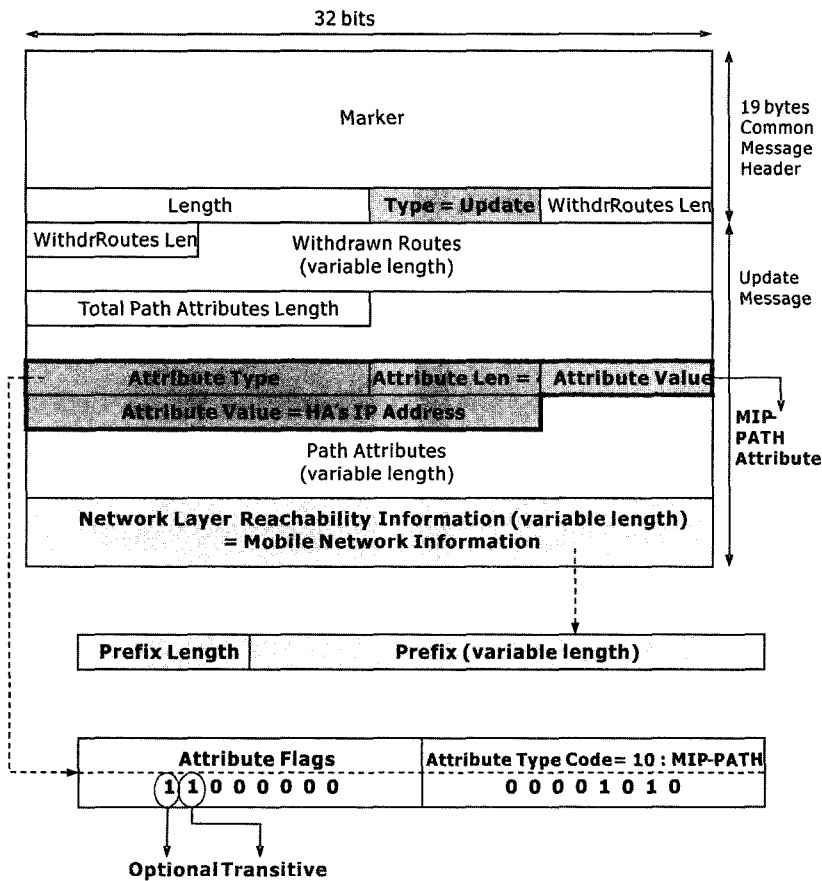 32 bits
Marker
19 bytes
Common
Message
Header
Length
Type = Update
WithdrRoutes Len
WithdrRoutes Len
Withdrawn Routes
(variable length)
Update
Message
Total Path Attributes Length
Attribute Type
Attribute Len =
Attribute Value
Attribute Value = HA's IP Address
MIP-
PATH
Attribute
Path Attributes
(variable length)
Network Layer Reachability Information (variable length)
= Mobile Network Information
Prefix Length
Prefix (variable length)
Attribute Flags
Attribute Type Code= 10 : MIP-PATH
1 1 0 0 0 0 0 0
0 0 0 0 1 0 1 0
Optional Transitive